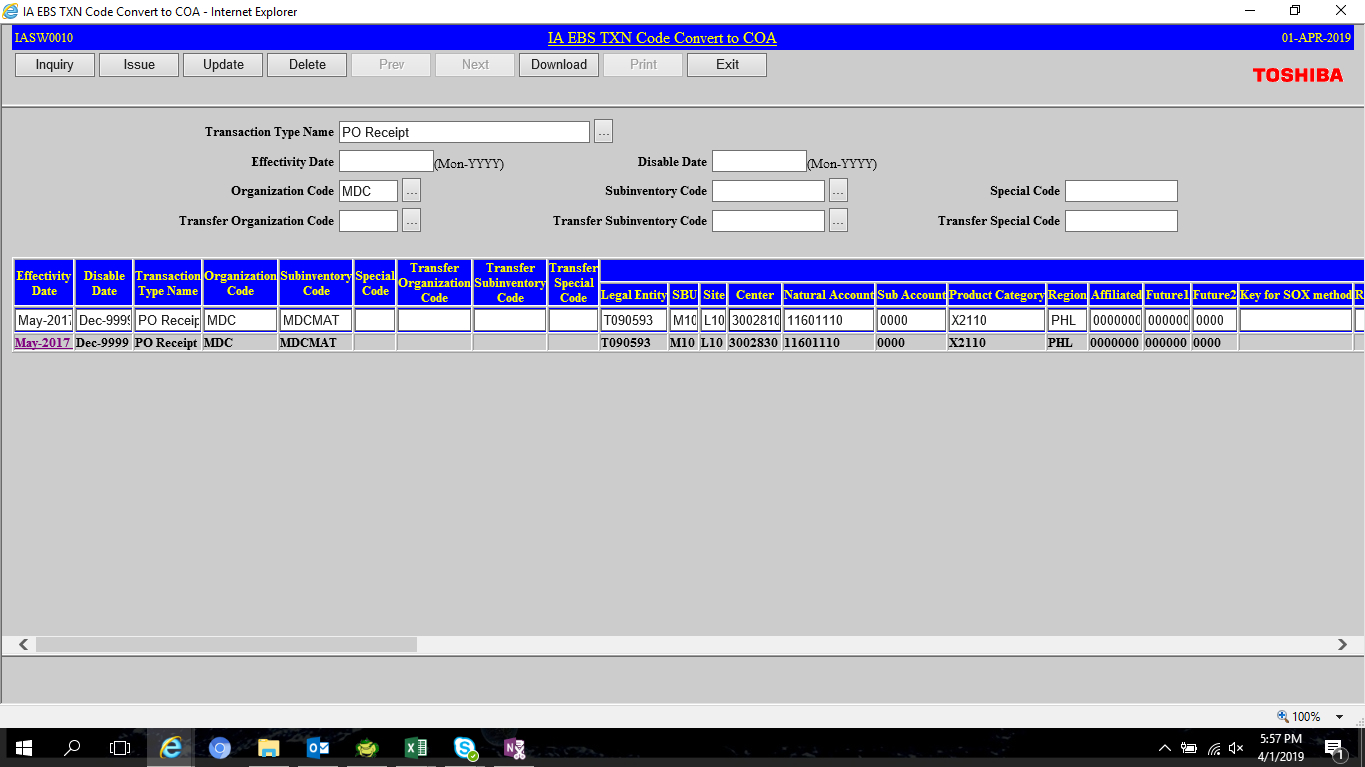 IA EBS TXN Code Convert to COA - Internet Explorer
IASW0010 IA EBS TXN Code Convert to COA 01-APR-2019
Inquiry Issue Update Delete Prev Next Download Print Exit
TOSHIBA
Transaction Type Name PO Receipt ...
Effectivity Date (Mon-YYYY) Disable Date (Mon-YYYY)
Organization Code MDC ... Subinventory Code ... Special Code
Transfer Organization Code ... Transfer Subinventory Code ... Transfer Special Code
Effectivity Date Disable Date Transaction Type Name Organization Code Subinventory Code Special Code Transfer Organization Code Transfer Subinventory Code Transfer Special Code
Legal Entity SBU Site Center Natural Account Sub Account Product Category Region Affiliated Future1 Future2 Key for SOX method R
May-2017 Dec-9999 PO Receip MDC MDCMAT T090593 M10 L10 3002810 11601110 0000 X2110 PHL 0000000 000000 0000
May-2017 Dec-9999 PO Receipt MDC MDCMAT T090593 M10 L10 3002830 11601110 0000 X2110 PHL 0000000 000000 0000
100%
5:57 PM
4/1/2019
1